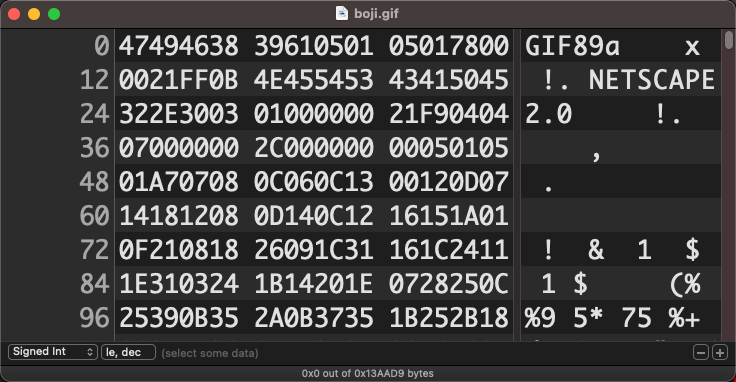 boji.gif
0 47494638 39610501 05017800 GIF89a x
12 0021FF0B 4E455453 43415045 !. NETSCAPE
24 322E3003 01000000 21F90404 2.0 !.
36 07000000 2C000000 00050105 ,
48 01A70708 0C060C13 00120D07 .
60 14181208 0D140C12 16151A01
72 0F210818 26091C31 161C2411 ! & 1 $
84 1E310324 1B14201E 0728250C 1 $ (%
96 25390B35 2A0B3735 1B252B18 %9 5* 75 %+
Signed Int le, dec (select some data)
0x0 out of 0x13AAD9 bytes